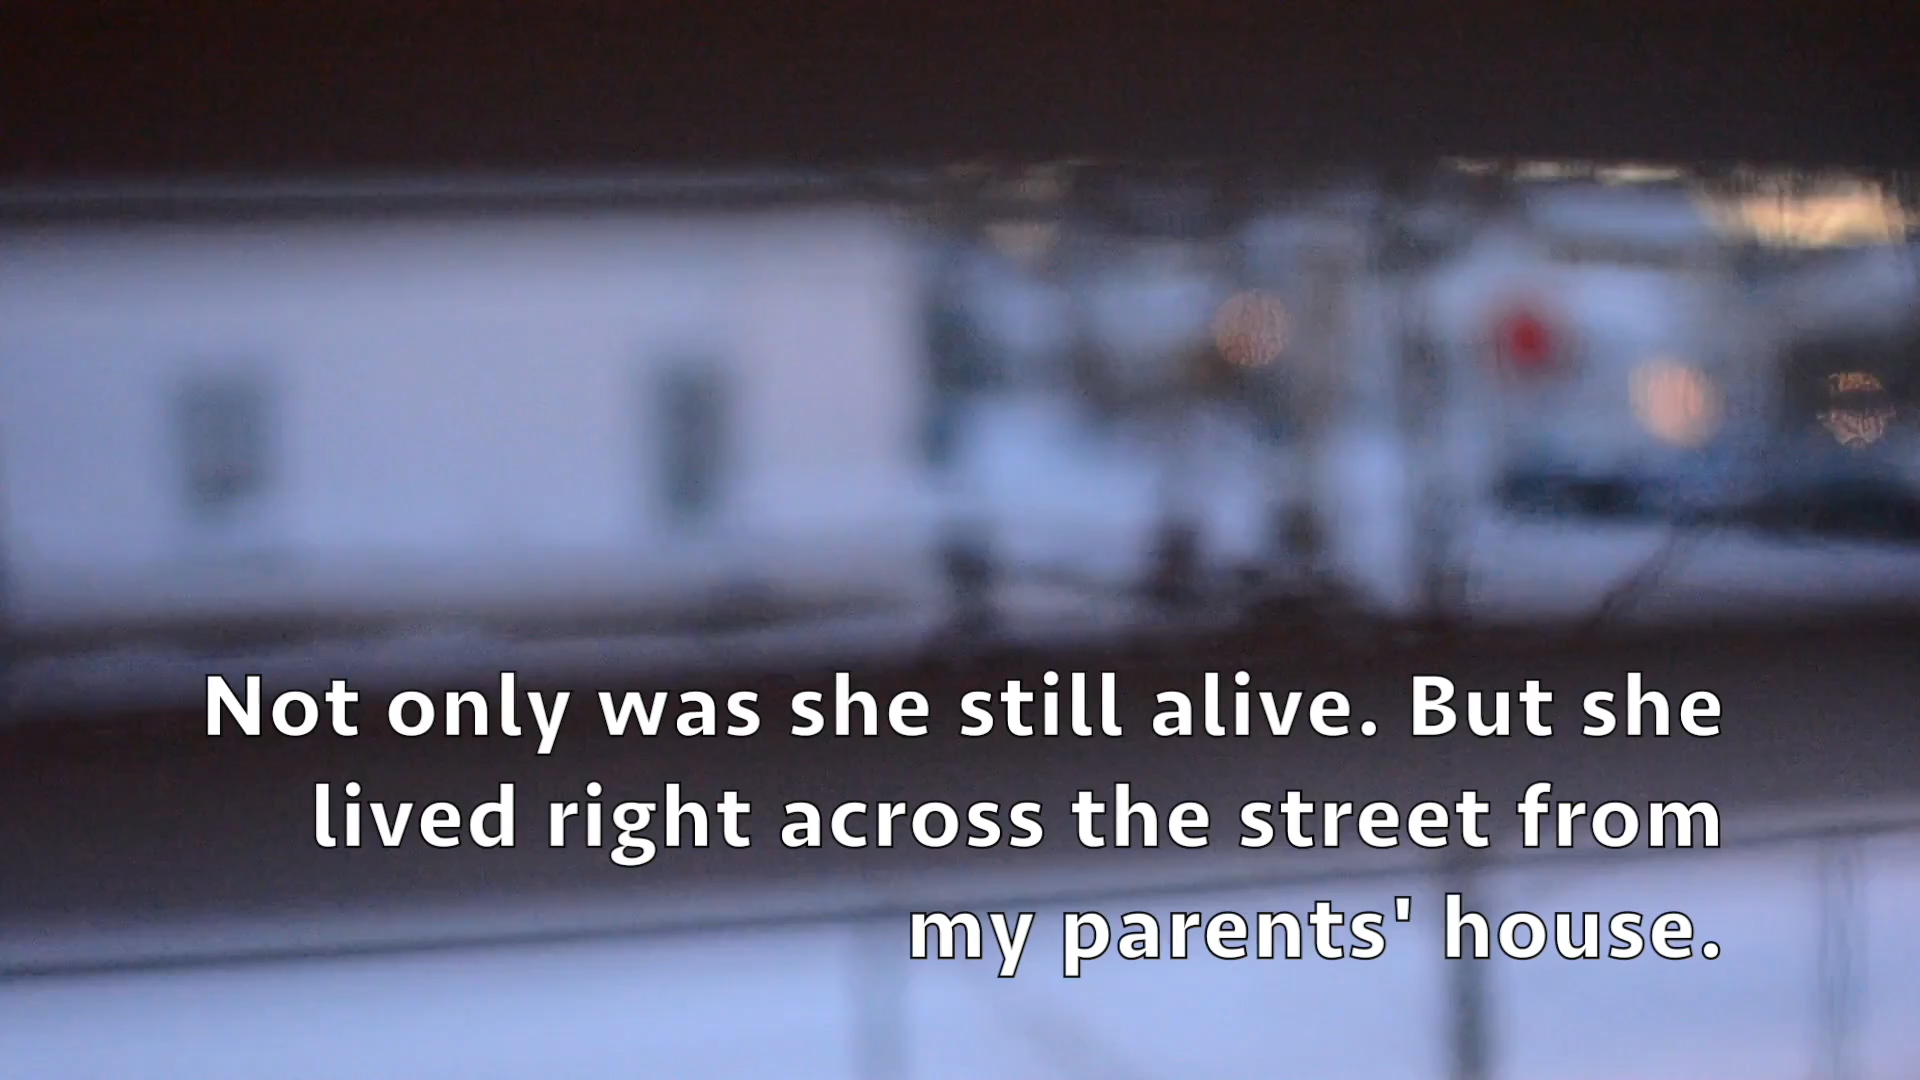 Not only was she still alive. But she
lived right across the street from
my parents' house.